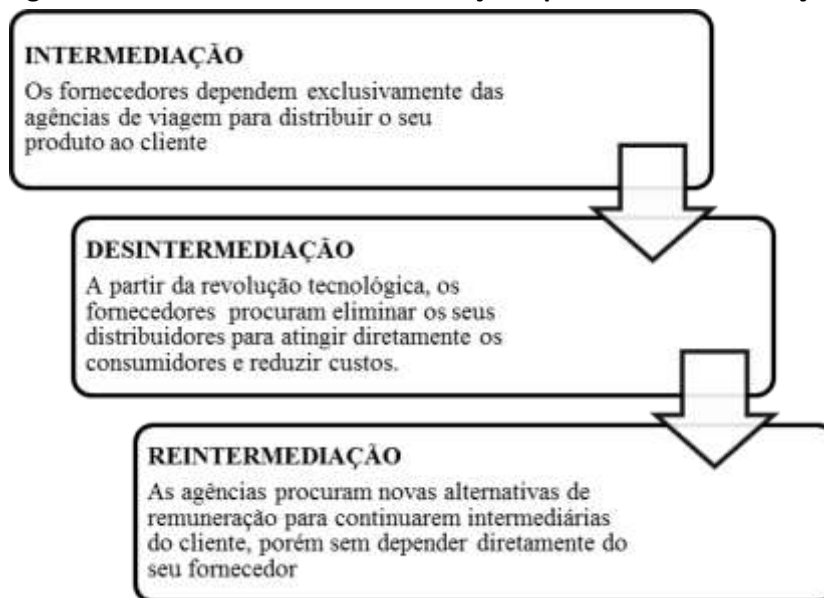 INTERMEDIAÇÃO
Os fornecedores dependem exclusivamente das
agências de viagem para distribuir o seu
produto ao cliente
DESINTERMEDIAÇÃO
A partir da revolução tecnológica, os
fornecedores procuram eliminar os seus
distribuidores para atingir diretamente os
consumidores e reduzir custos.
REINTERMEDIAÇÃO
As agências procuram novas alternativas de
remuneração para continuarem intermediárias
do cliente, porém sem depender diretamente do
seu fornecedor